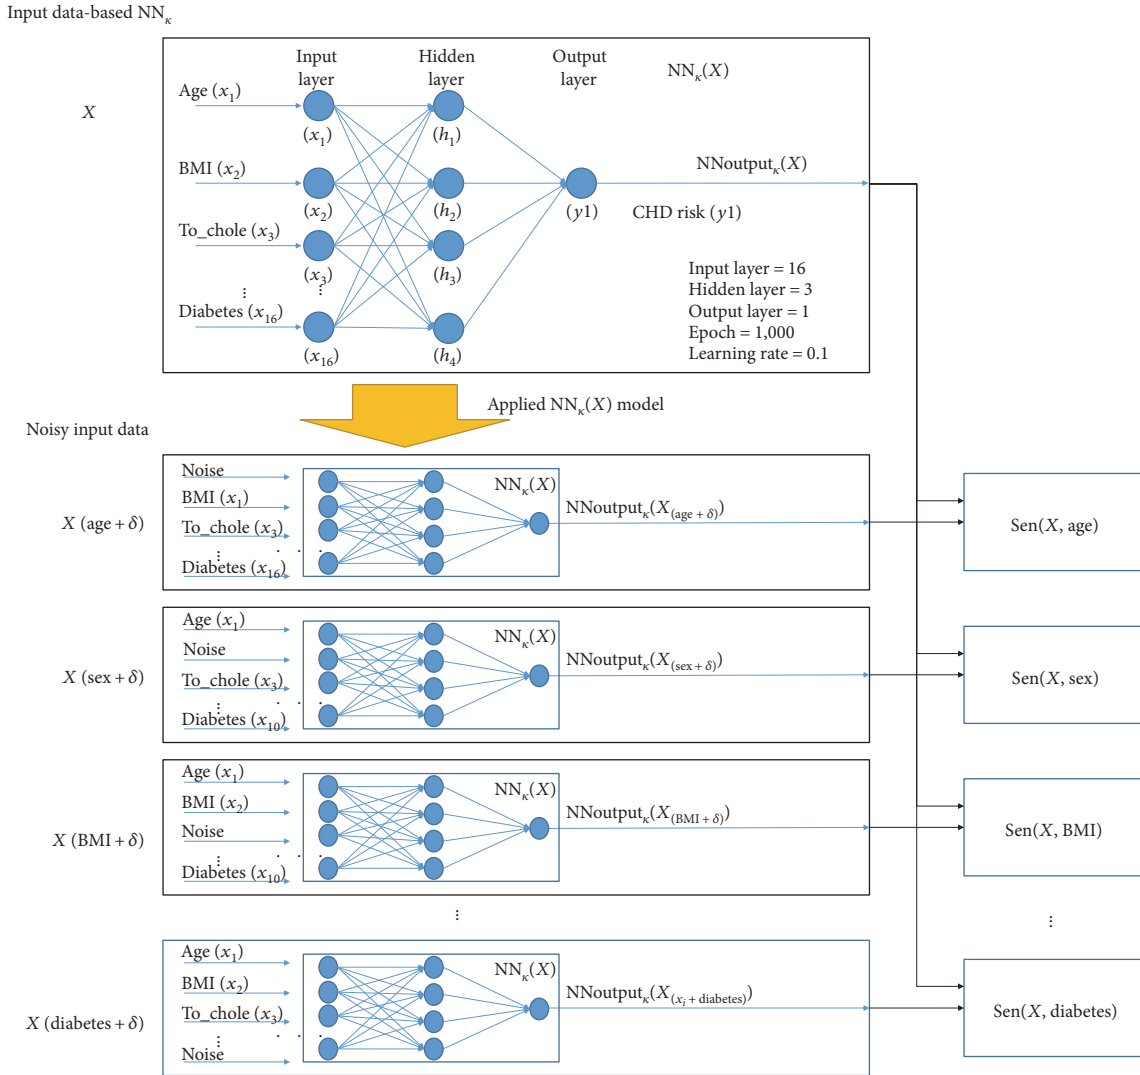 Input data-based NNκ
X
Input layer
Hidden layer
Output layer
NNκ(X)
Age (x1)
BMI (x2)
To_chole (x3)
⋮
Diabetes (x16)
(x1)
(x2)
(x3)
⋮
(x16)
(h1)
(h2)
(h3)
(h4)
(y1)
NNoutputκ(X)
CHD risk (y1)
Input layer = 16
Hidden layer = 3
Output layer = 1
Epoch = 1,000
Learning rate = 0.1
Applied NNκ(X) model
Noisy input data
X (age + δ)
Noise
BMI (x1)
To_chole (x3)
⋮ . . .
Diabetes (x16)
NNκ(X)
NNoutputκ(X(age + δ))
Sen(X, age)
X (sex + δ)
Age (x1)
Noise
To_chole (x3)
⋮ . . .
Diabetes (x10)
NNκ(X)
NNoutputκ(X(sex + δ))
Sen(X, sex)
X (BMI + δ)
Age (x1)
BMI (x2)
Noise
⋮ . . .
Diabetes (x10)
NNκ(X)
NNoutputκ(X(BMI + δ))
Sen(X, BMI)
⋮
⋮
X (diabetes + δ)
Age (x1)
BMI (x2)
To_chole (x3)
⋮ . . .
Noise
NNκ(X)
NNoutputκ(X(xi + diabetes))
Sen(X, diabetes)